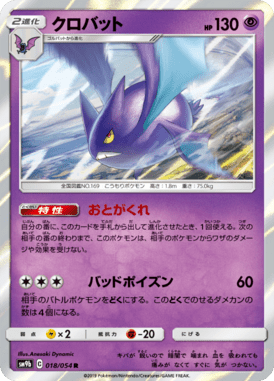 2進化
クロバット
HP 130
ゴルバットから進化
全国図鑑NO.169 こうもりポケモン 高さ：1.8m 重さ：75.0kg
特性 おとがくれ
自分の番に、このカードを手札から出して進化させたとき、1回使える。次の
相手の番の終わりまで、このポケモンは、相手のポケモンからワザのダメー
ジや効果を受けない。
バッドポイズン 60
相手のバトルポケモンをどくにする。このどくでのせるダメカン
の数は4個になる。
弱点 ×2 抵抗力 -20 にげる
Illus. Anesaki Dynamic
SM9b C 018/054 R
©2019 Pokémon/Nintendo/Creatures/GAME FREAK.